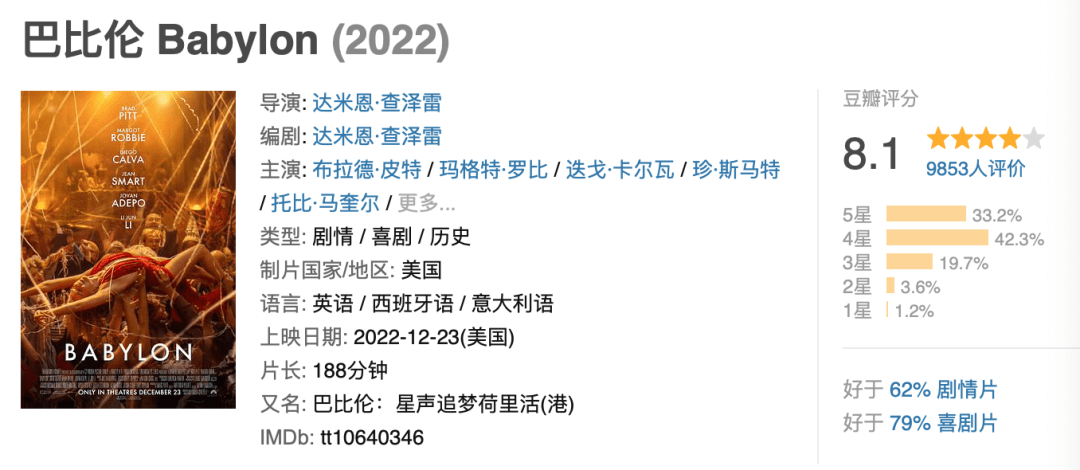 巴比伦 Babylon (2022)
BRAD
PITT
MARGOT
ROBBIE
DIEGO
CALVA
JEAN
SMART
JOVAN
ADEPO
LI JUN
LI
BABYLON
ONLY IN THEATRES DECEMBER 23
导演: 达米恩·查泽雷
编剧: 达米恩·查泽雷
主演: 布拉德·皮特 / 玛格特·罗比 / 迭戈·卡尔瓦 / 珍·斯马特
/ 托比·马奎尔 / 更多...
类型: 剧情 / 喜剧 / 历史
制片国家/地区: 美国
语言: 英语 / 西班牙语 / 意大利语
上映日期: 2022-12-23(美国)
片长: 188分钟
又名: 巴比伦：星声追梦荷里活(港)
IMDb: tt10640346
豆瓣评分
8.1
9853人评价
5星 33.2%
4星 42.3%
3星 19.7%
2星 3.6%
1星 1.2%
好于 62% 剧情片
好于 79% 喜剧片